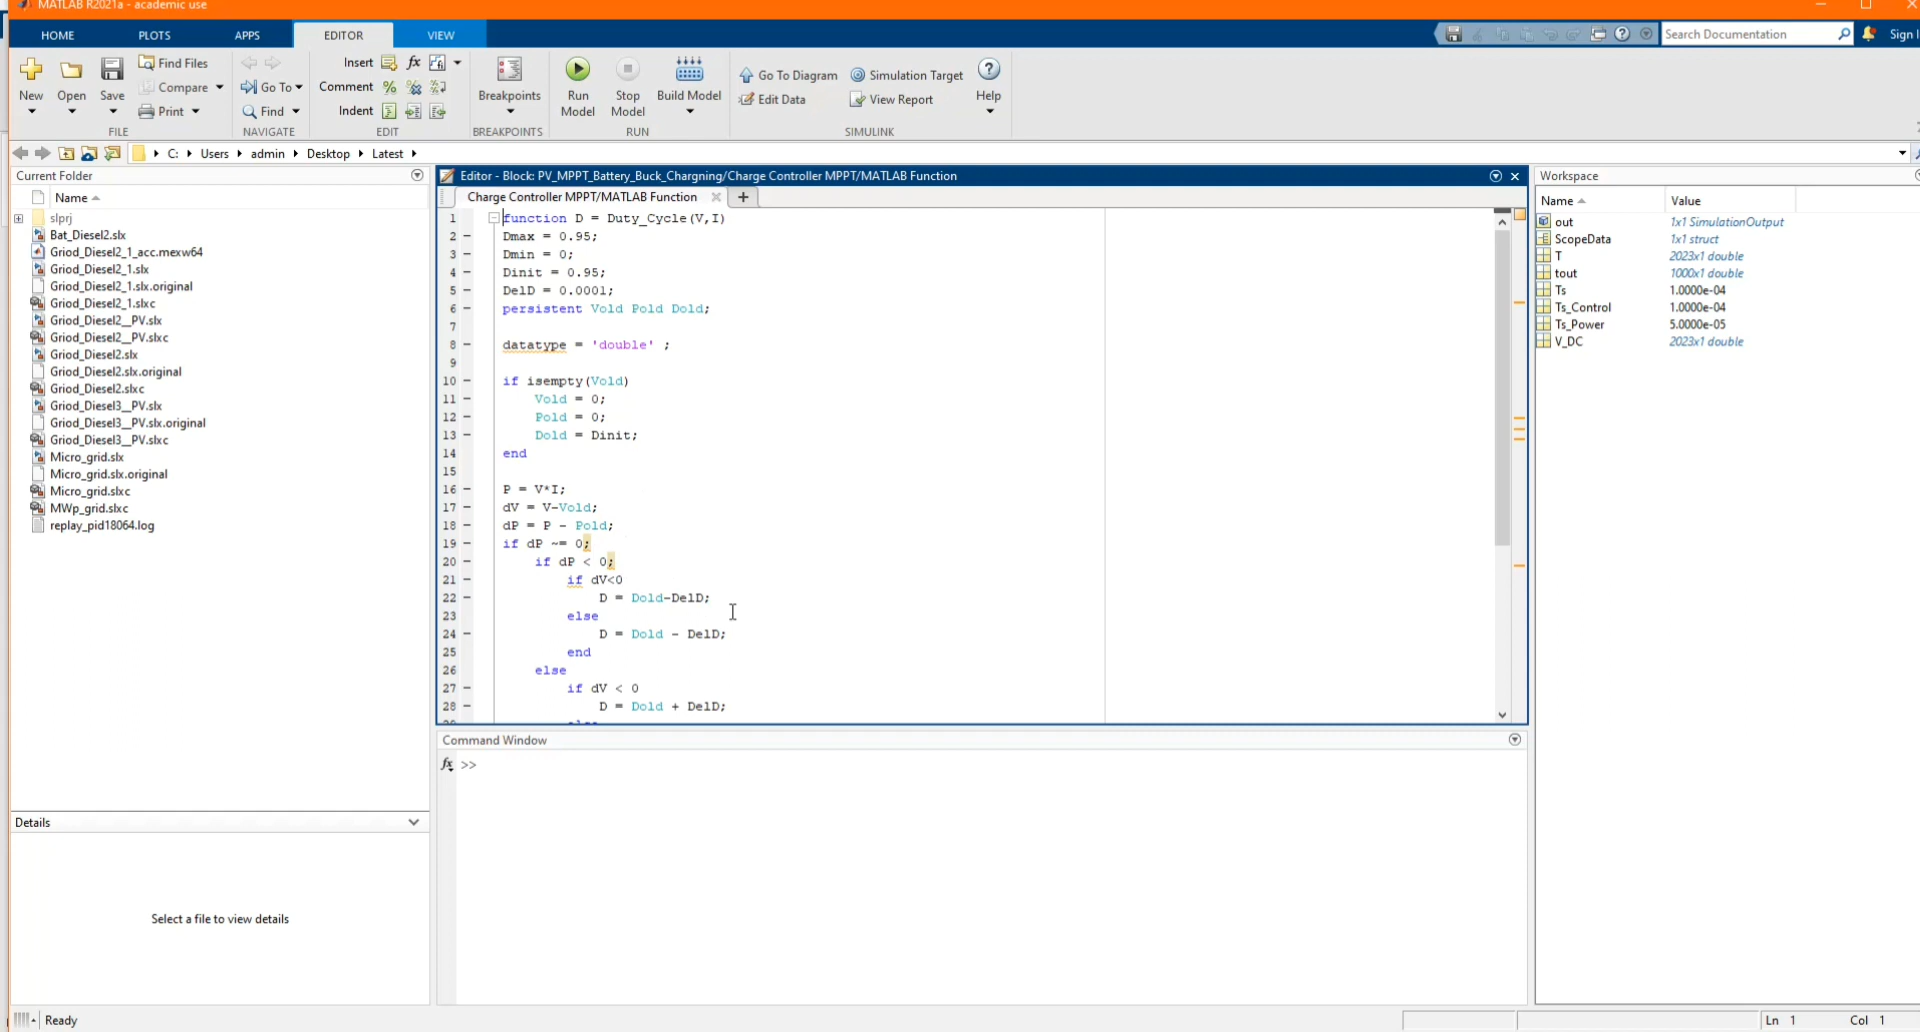 MATLAB R2021a - academic use
HOME PLOTS APPS EDITOR VIEW
Search Documentation
Sign
New Open Save
Find Files
Compare
Print
Go To
Find
Insert
Comment
Indent
fx
Breakpoints
Run Model
Stop Model
Build Model
Go To Diagram
Edit Data
Simulation Target
View Report
Help
FILE NAVIGATE EDIT BREAKPOINTS RUN SIMULINK
C: Users admin Desktop Latest
Current Folder
Name
slprj
Bat_Diesel2.slx
Griod_Diesel2_1_acc.mexw64
Griod_Diesel2_1.slx
Griod_Diesel2_1.slx.original
Griod_Diesel2_1.slxc
Griod_Diesel2__PV.slx
Griod_Diesel2__PV.slxc
Griod_Diesel2.slx
Griod_Diesel2.slx.original
Griod_Diesel2.slxc
Griod_Diesel3__PV.slx
Griod_Diesel3__PV.slx.original
Griod_Diesel3__PV.slxc
Micro_grid.slx
Micro_grid.slx.original
Micro_grid.slxc
MWp_grid.slxc
replay_pid18064.log
Details
Select a file to view details
Editor - Block: PV_MPPT_Battery_Buck_Chargning/Charge Controller MPPT/MATLAB Function
Charge Controller MPPT/MATLAB Function
1 function D = Duty_Cycle(V,I)
2 Dmax = 0.95;
3 Dmin = 0;
4 Dinit = 0.95;
5 DelD = 0.0001;
6 persistent Vold Pold Dold;
7
8 datatype = 'double' ;
9
10 if isempty(Vold)
11 Vold = 0;
12 Pold = 0;
13 Dold = Dinit;
14 end
15
16 P = V*I;
17 dV = V-Vold;
18 dP = P - Pold;
19 if dP ~= 0;
20 if dP < 0;
21 if dV<0
22 D = Dold-DelD;
23 else
24 D = Dold - DelD;
25 end
26 else
27 if dV < 0
28 D = Dold + DelD;
Command Window
fx >>
Workspace
Name Value
out 1x1 SimulationOutput
ScopeData 1x1 struct
T 2023x1 double
tout 1000x1 double
Ts 1.0000e-04
Ts_Control 1.0000e-04
Ts_Power 5.0000e-05
V_DC 2023x1 double
Ready
Ln 1 Col 1